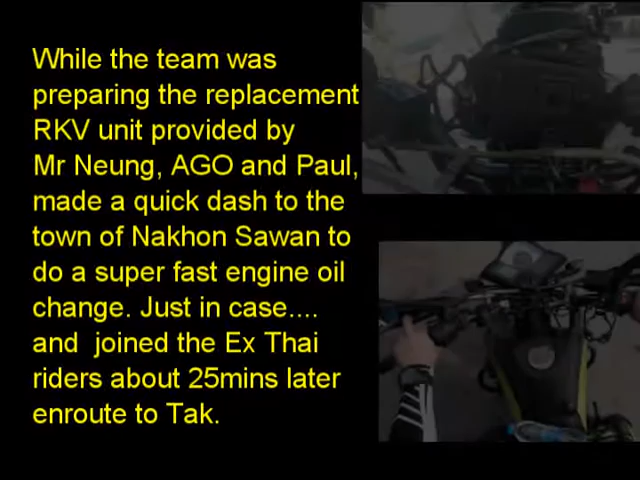 While the team was
preparing the replacement
RKV unit provided by
Mr Neung, AGO and Paul,
made a quick dash to the
town of Nakhon Sawan to
do a super fast engine oil
change. Just in case....
and joined the Ex Thai
riders about 25mins later
enroute to Tak.